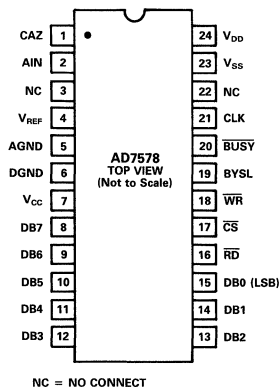 CAZ 1
AIN 2
NC 3
VREF 4
AGND 5
DGND 6
VCC 7
DB7 8
DB6 9
DB5 10
DB4 11
DB3 12
AD7578
TOP VIEW
(Not to Scale)
24 VDD
23 VSS
22 NC
21 CLK
20 BUSY
19 BYSL
18 WR
17 CS
16 RD
15 DB0 (LSB)
14 DB1
13 DB2
NC = NO CONNECT